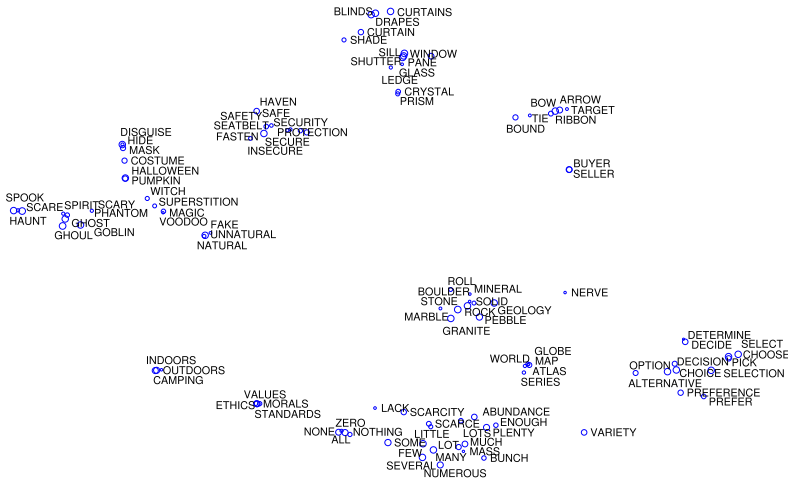 BLINDS CURTAINS
DRAPES
CURTAIN
SHADE
SILL WINDOW
SHUTTER PANE
GLASS
LEDGE
CRYSTAL
PRISM
HAVEN
SAFETY SAFE
SEATBELT SECURITY
FASTEN PROTECTION
SECURE
INSECURE
BOW ARROW
TARGET
TIE RIBBON
BOUND
BUYER
SELLER
DISGUISE
HIDE
MASK
COSTUME
HALLOWEEN
PUMPKIN
WITCH
SUPERSTITION
MAGIC
VOODOO
SPOOK
SCARE SPIRIT SCARY
PHANTOM
HAUNT GHOST
GHOUL GOBLIN
FAKE
UNNATURAL
NATURAL
ROLL
BOULDER MINERAL
STONE SOLID
ROCK GEOLOGY
MARBLE PEBBLE
GRANITE
NERVE
WORLD GLOBE
MAP
ATLAS
SERIES
DETERMINE
DECIDE SELECT
CHOOSE
OPTION DECISION PICK
CHOICE SELECTION
ALTERNATIVE
PREFERENCE
PREFER
INDOORS
OUTDOORS
CAMPING
VALUES
ETHICS MORALS
STANDARDS
LACK SCARCITY ABUNDANCE
ZERO SCARCE ENOUGH
NONE NOTHING LITTLE LOTS PLENTY VARIETY
ALL
SOME LOT MUCH
FEW MANY MASS
SEVERAL BUNCH
NUMEROUS